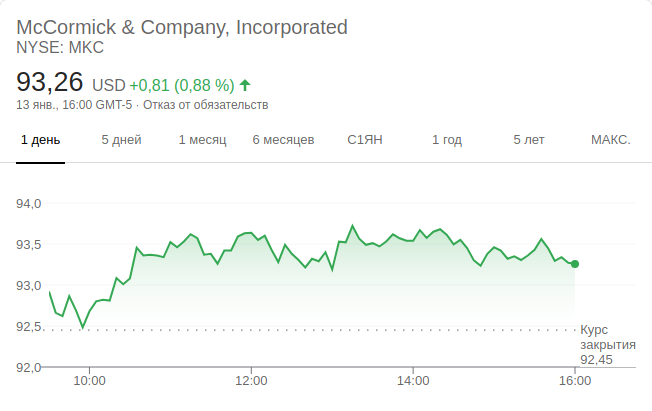 McCormick & Company, Incorporated
NYSE: MKC
93,26 USD +0,81 (0,88 %)
13 янв., 16:00 GMT-5 · Отказ от обязательств
1 день 5 дней 1 месяц 6 месяцев С1ЯН 1 год 5 лет МАКС.
94,0
93,5
93,0
92,5
Курс
закрытия
92,45
92,0
10:00 12:00 14:00 16:00